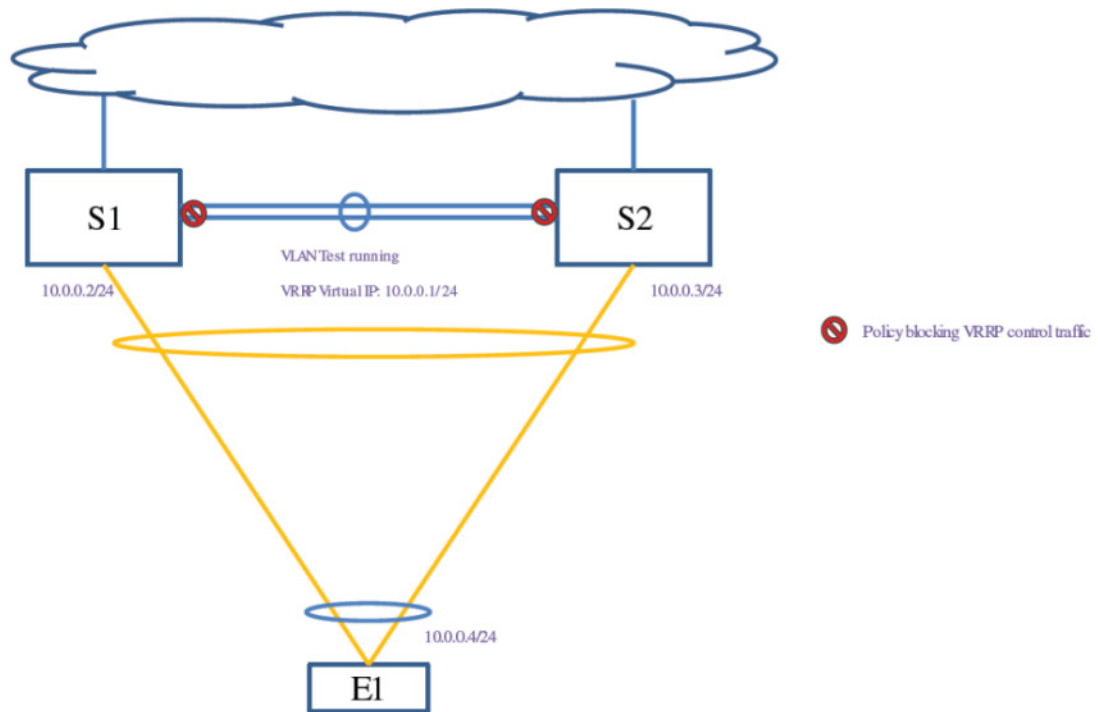 S1
S2
VLAN Test running
10.0.0.2/24
VRRP Virtual IP: 10.0.0.1/24
10.0.0.3/24
Policy blocking VRRP control traffic
10.0.0.4/24
E1